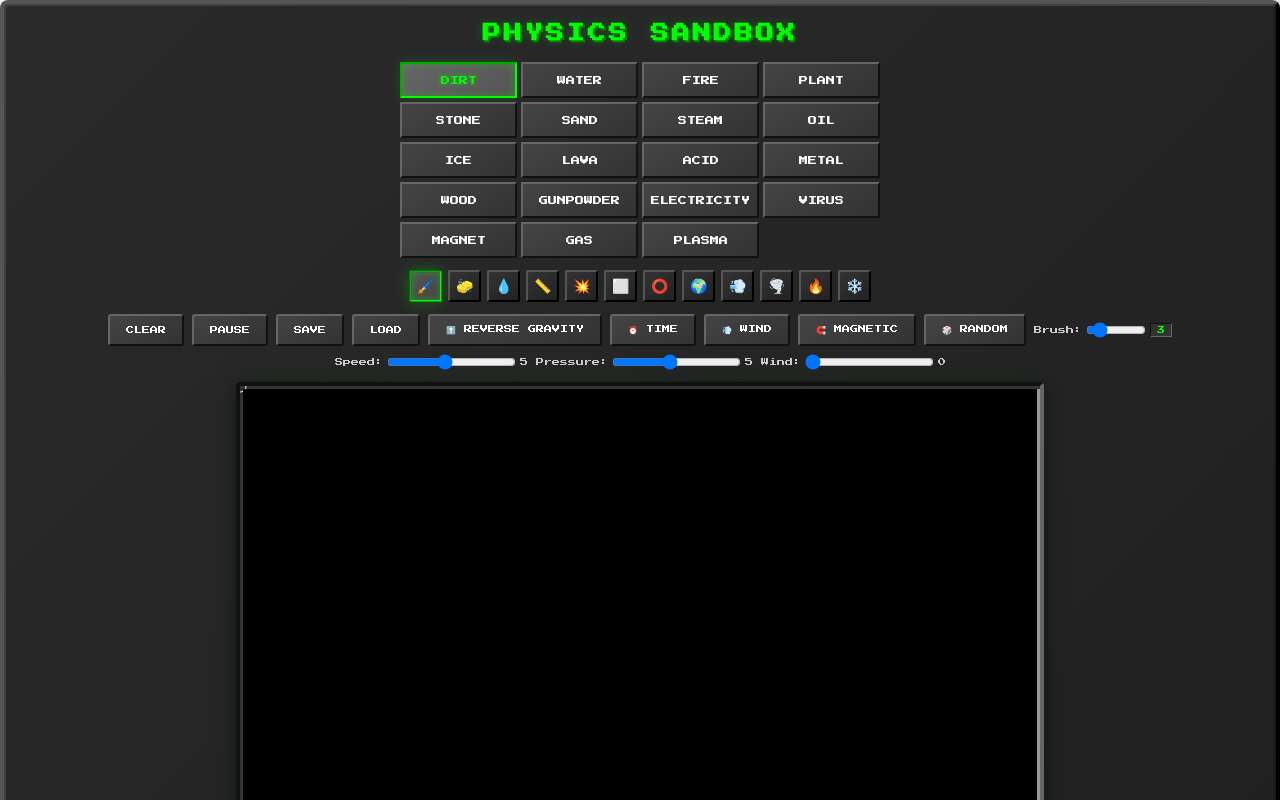 PHYSICS SANDBOX
DIRT WATER FIRE PLANT
STONE SAND STEAM OIL
ICE LAVA ACID METAL
WOOD GUNPOWDER ELECTRICITY VIRUS
MAGNET GAS PLASMA
CLEAR PAUSE SAVE LOAD REVERSE GRAVITY TIME WIND MAGNETIC RANDOM Brush: 3
Speed: 5 Pressure: 5 Wind: 0